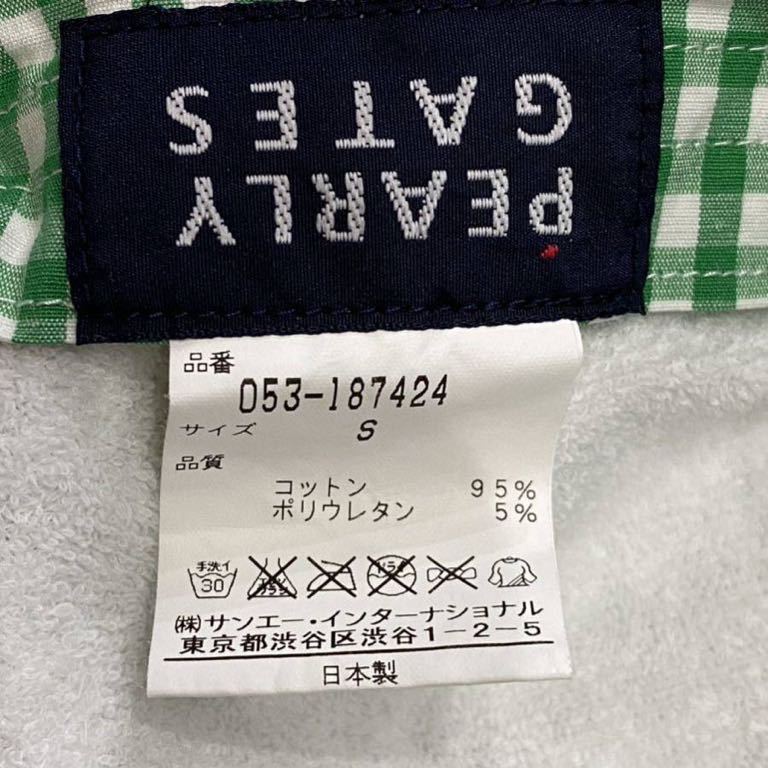 PEARLY
GATES
品番
053-187424
サイズ S
品質
コットン 95%
ポリウレタン 5%
手洗イ
30
(株)サンエー・インターナショナル
東京都渋谷区渋谷1-2-5
日本製